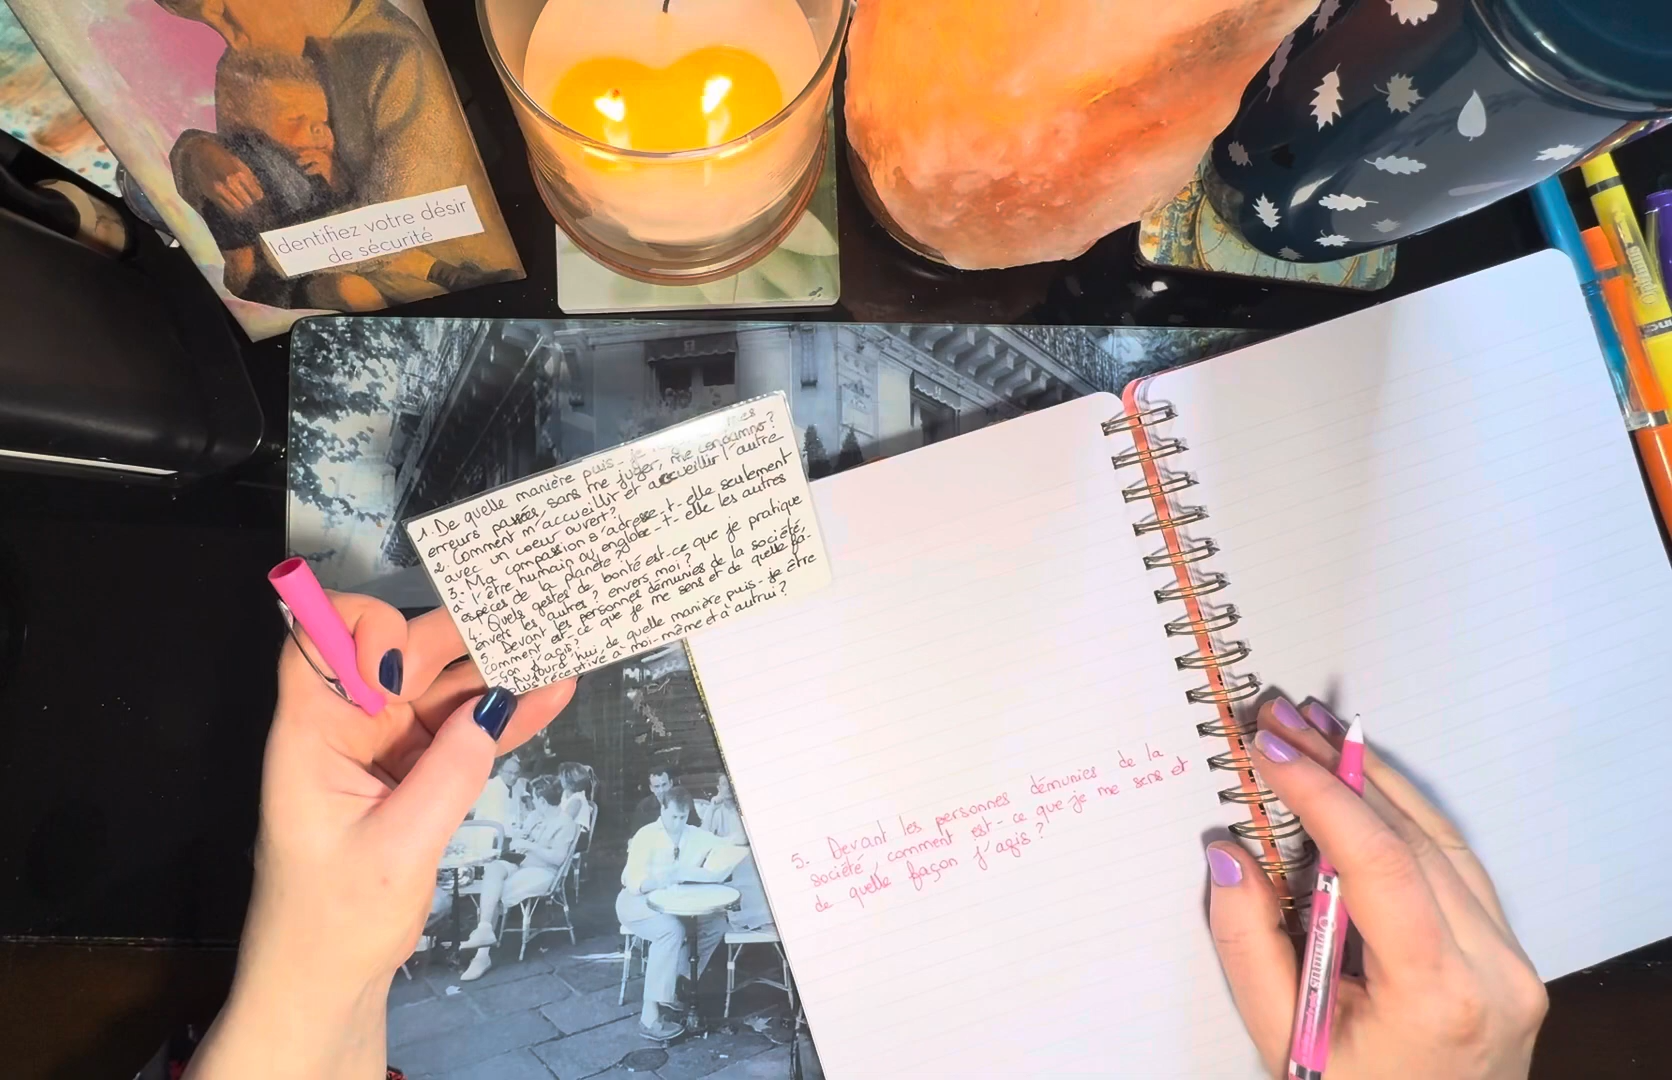 Identifiez votre désir
de sécurité
1. De quelle manière puis-je mes
erreurs passées, sans me juger, me condamner?
2. Comment m'accueillir et accueillir l'autre
avec un coeur ouvert?
3. Ma compassion s'adresse-t-elle seulement
à l'être humain ou englobe-t-elle les autres
espèces de la planète?
4. Quels gestes de bonté est-ce que je pratique
envers les autres? envers moi?
5. Devant les personnes démunies de la société,
comment est-ce que je me sens et de quelle fa-
-son j'agis?
Aujourd'hui, de quelle manière puis-je être
plus réceptive à moi-même et à autrui?
5. Devant les personnes démunies de la
société, comment est-ce que je me sens et
de quelle façon j'agis?
Optimus